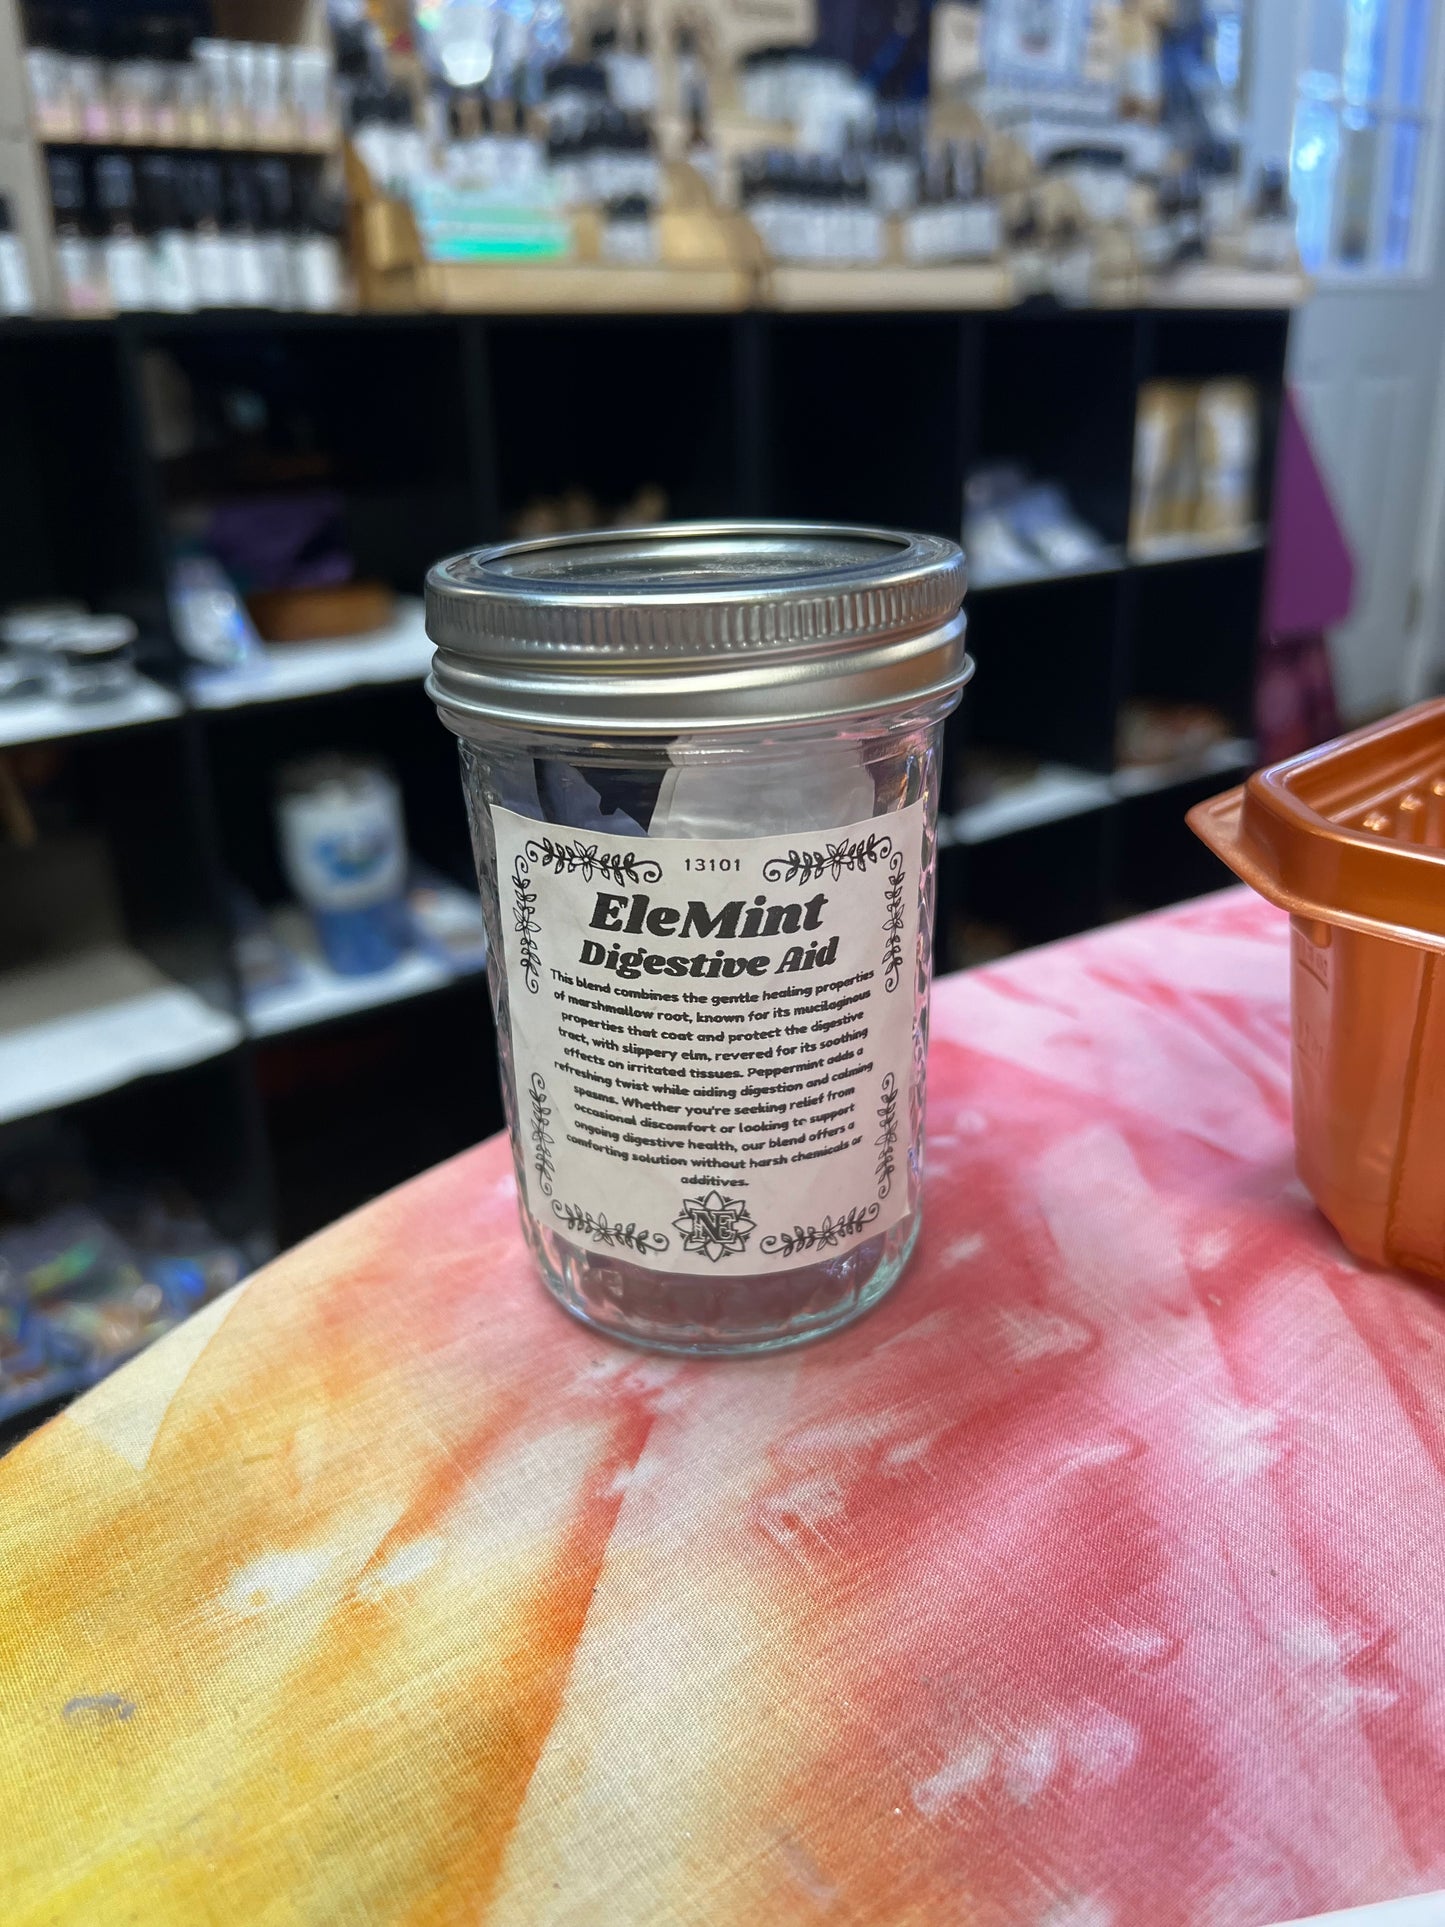 13101
EleMint
Digestive Aid
This blend combines the gentle healing properties
of marshmallow root, known for its mucilaginous
properties that coat and protect the digestive
tract, with slippery elm, revered for its soothing
effects on irritated tissues. Peppermint adds a
refreshing twist while aiding digestion and calming
spasms. Whether you're seeking relief from
occasional discomfort or looking to support
ongoing digestive health, our blend offers a
comforting solution without harsh chemicals or
additives.
NE